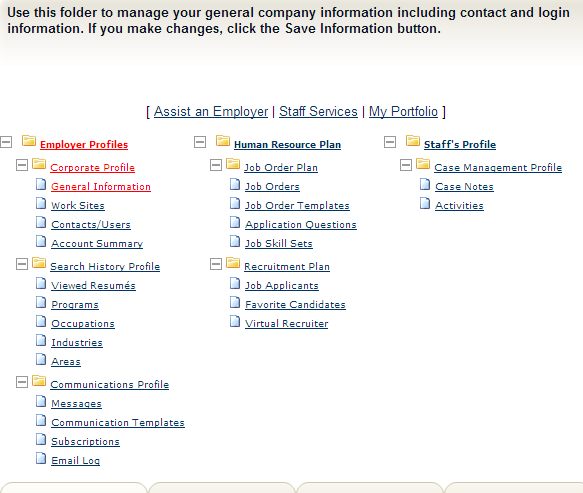 Use this folder to manage your general company information including contact and login
information. If you make changes, click the Save Information button.
[ Assist an Employer | Staff Services | My Portfolio ]
Employer Profiles
Corporate Profile
General Information
Work Sites
Contacts/Users
Account Summary
Search History Profile
Viewed Resumés
Programs
Occupations
Industries
Areas
Communications Profile
Messages
Communication Templates
Subscriptions
Email Log
Human Resource Plan
Job Order Plan
Job Orders
Job Order Templates
Application Questions
Job Skill Sets
Recruitment Plan
Job Applicants
Favorite Candidates
Virtual Recruiter
Staff's Profile
Case Management Profile
Case Notes
Activities